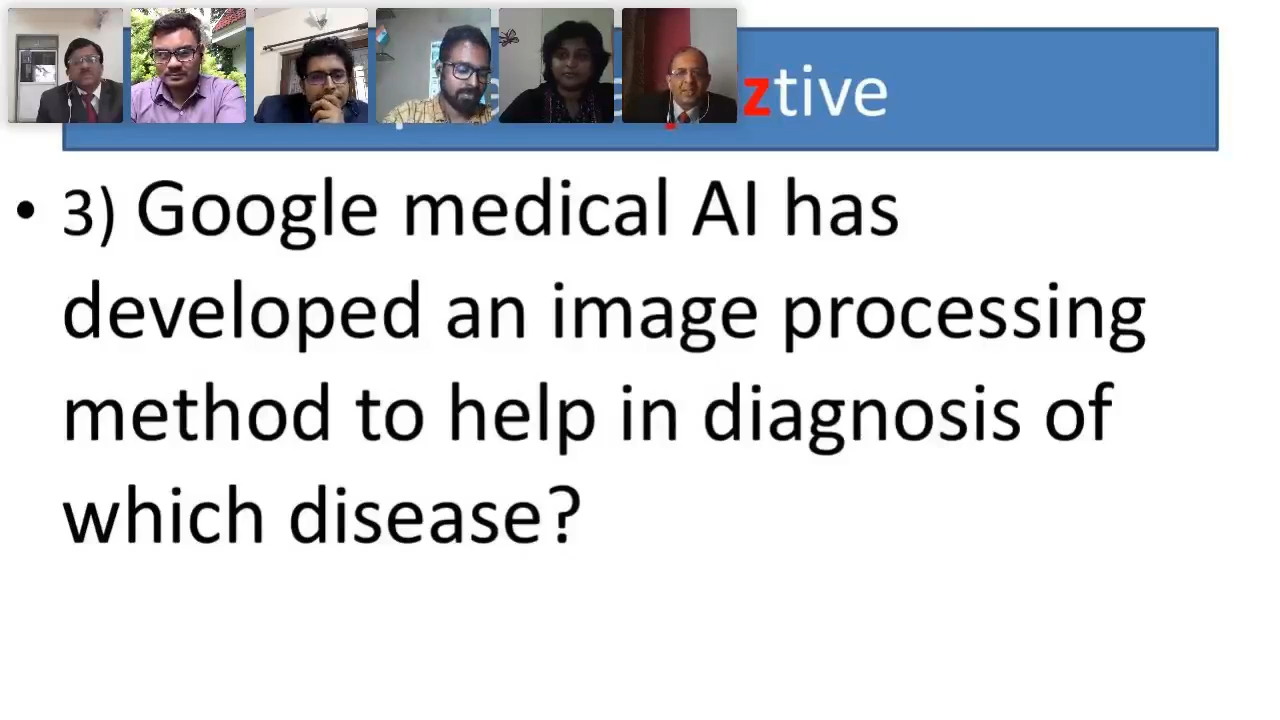 ztive
• 3) Google medical AI has
developed an image processing
method to help in diagnosis of
which disease?